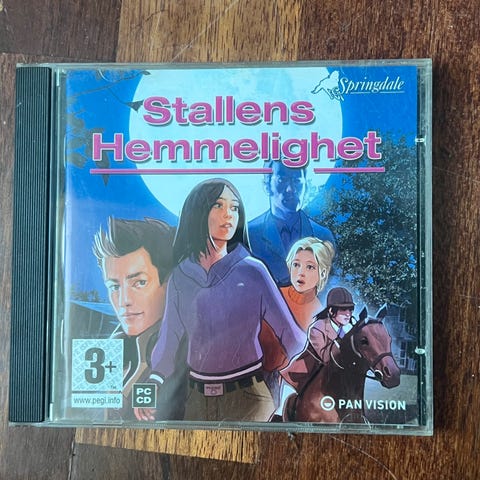 Springdale
Stallens
Hemmelighet
3+
www.pegi.info
PC
CD
PAN VISION